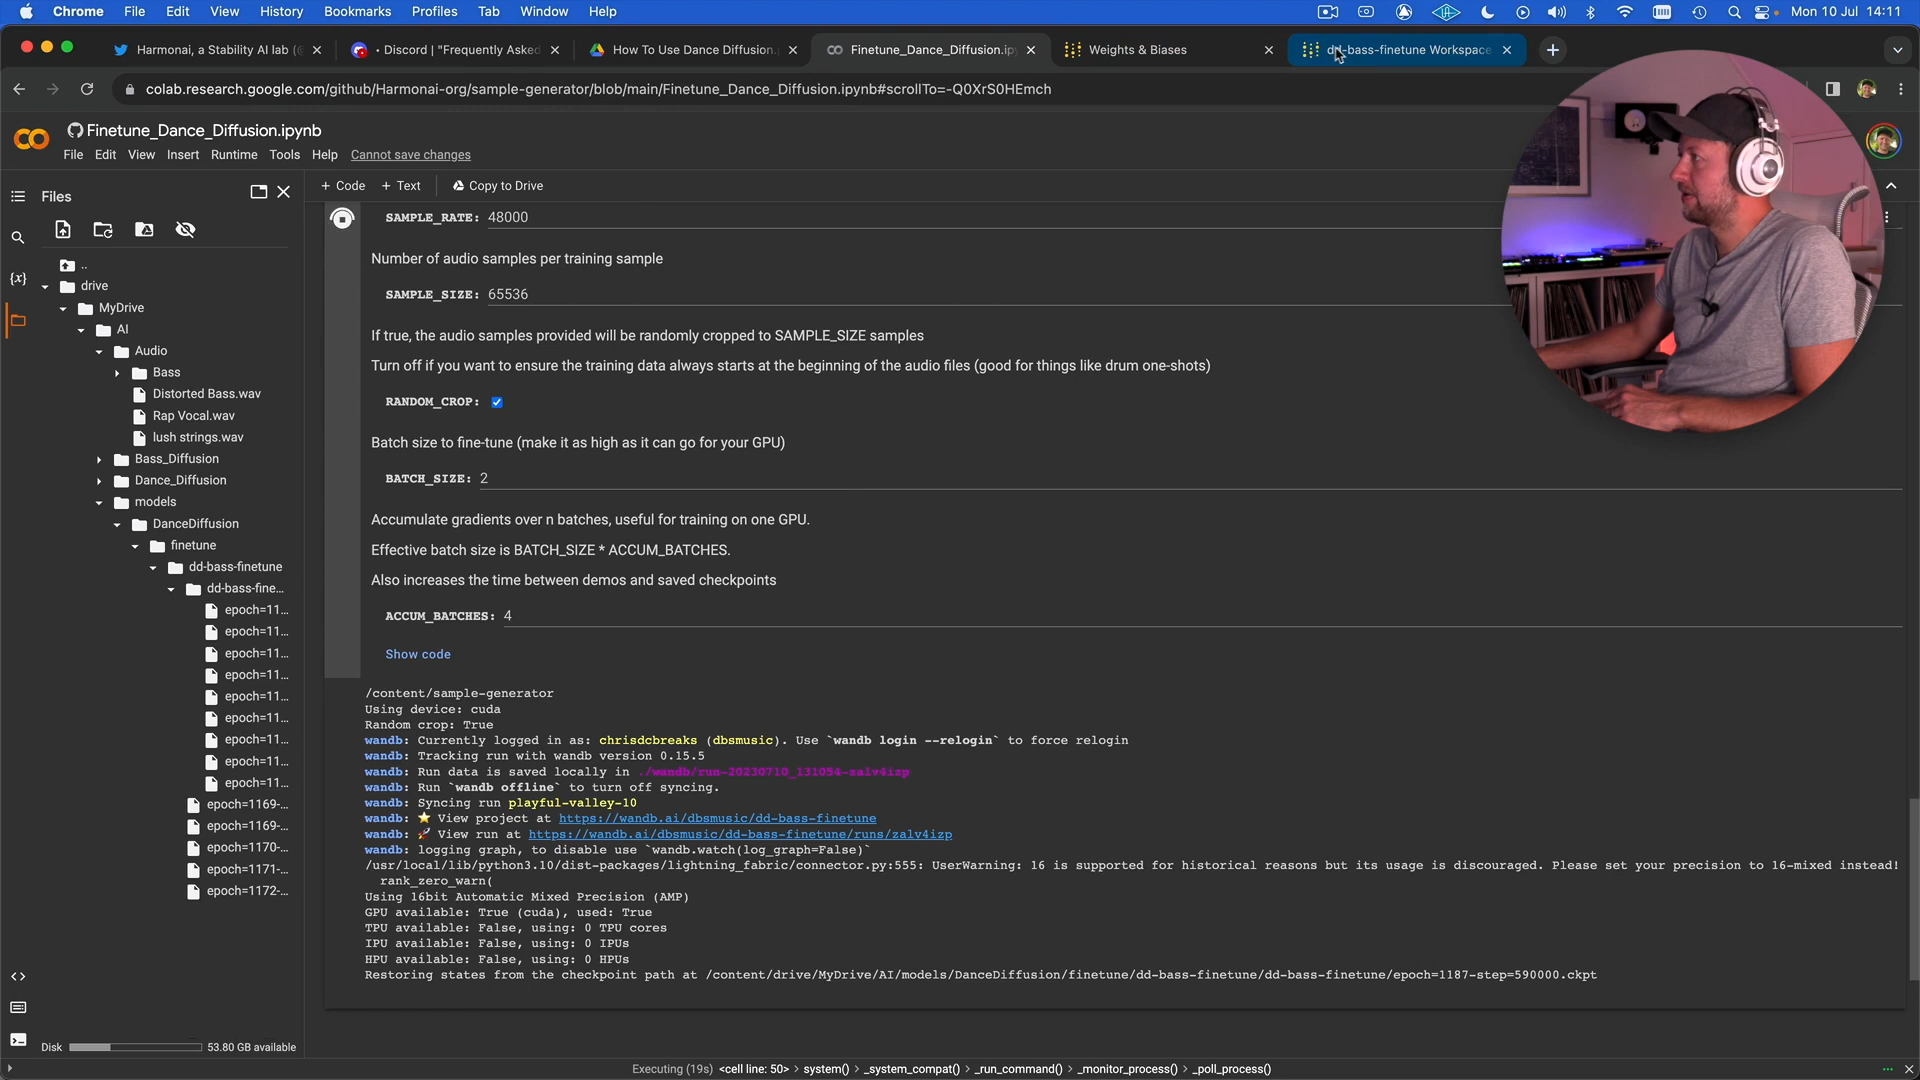 Chrome File Edit View History Bookmarks Profiles Tab Window Help Mon 10 Jul 14:11
Harmonai, a Stability AI lab (@ Discord | "Frequently Asked How To Use Dance Diffusion. Finetune_Dance_Diffusion.ip Weights & Biases dd-bass-finetune Workspace
colab.research.google.com/github/Harmonai-org/sample-generator/blob/main/Finetune_Dance_Diffusion.ipynb#scrollTo=-Q0XrS0HEmch
Finetune_Dance_Diffusion.ipynb
File Edit View Insert Runtime Tools Help Cannot save changes
Files
+ Code + Text Copy to Drive
..
drive
MyDrive
AI
Audio
Bass
Distorted Bass.wav
Rap Vocal.wav
lush strings.wav
Bass_Diffusion
Dance_Diffusion
models
DanceDiffusion
finetune
dd-bass-finetune
dd-bass-fine...
epoch=11...
epoch=11...
epoch=11...
epoch=11...
epoch=11...
epoch=11...
epoch=11...
epoch=11...
epoch=11...
epoch=1169-...
epoch=1169-...
epoch=1170-...
epoch=1171-...
epoch=1172-...
Disk 53.80 GB available
SAMPLE_RATE: 48000
Number of audio samples per training sample
SAMPLE_SIZE: 65536
If true, the audio samples provided will be randomly cropped to SAMPLE_SIZE samples
Turn off if you want to ensure the training data always starts at the beginning of the audio files (good for things like drum one-shots)
RANDOM_CROP:
Batch size to fine-tune (make it as high as it can go for your GPU)
BATCH_SIZE: 2
Accumulate gradients over n batches, useful for training on one GPU.
Effective batch size is BATCH_SIZE * ACCUM_BATCHES.
Also increases the time between demos and saved checkpoints
ACCUM_BATCHES: 4
Show code
/content/sample-generator
Using device: cuda
Random crop: True
wandb: Currently logged in as: chrisdcbreaks (dbsmusic). Use `wandb login --relogin` to force relogin
wandb: Tracking run with wandb version 0.15.5
wandb: Run data is saved locally in ./wandb/run-20230710_131054-zalv4izp
wandb: Run `wandb offline` to turn off syncing.
wandb: Syncing run playful-valley-10
wandb: ⭐ View project at https://wandb.ai/dbsmusic/dd-bass-finetune
wandb: 🚀 View run at https://wandb.ai/dbsmusic/dd-bass-finetune/runs/zalv4izp
wandb: logging graph, to disable use `wandb.watch(log_graph=False)`
/usr/local/lib/python3.10/dist-packages/lightning_fabric/connector.py:555: UserWarning: 16 is supported for historical reasons but its usage is discouraged. Please set your precision to 16-mixed instead!
rank_zero_warn(
Using 16bit Automatic Mixed Precision (AMP)
GPU available: True (cuda), used: True
TPU available: False, using: 0 TPU cores
IPU available: False, using: 0 IPUs
HPU available: False, using: 0 HPUs
Restoring states from the checkpoint path at /content/drive/MyDrive/AI/models/DanceDiffusion/finetune/dd-bass-finetune/dd-bass-finetune/epoch=1187-step=590000.ckpt
Executing (19s) <cell line: 50> > system() > _system_compat() > _run_command() > _monitor_process() > _poll_process()